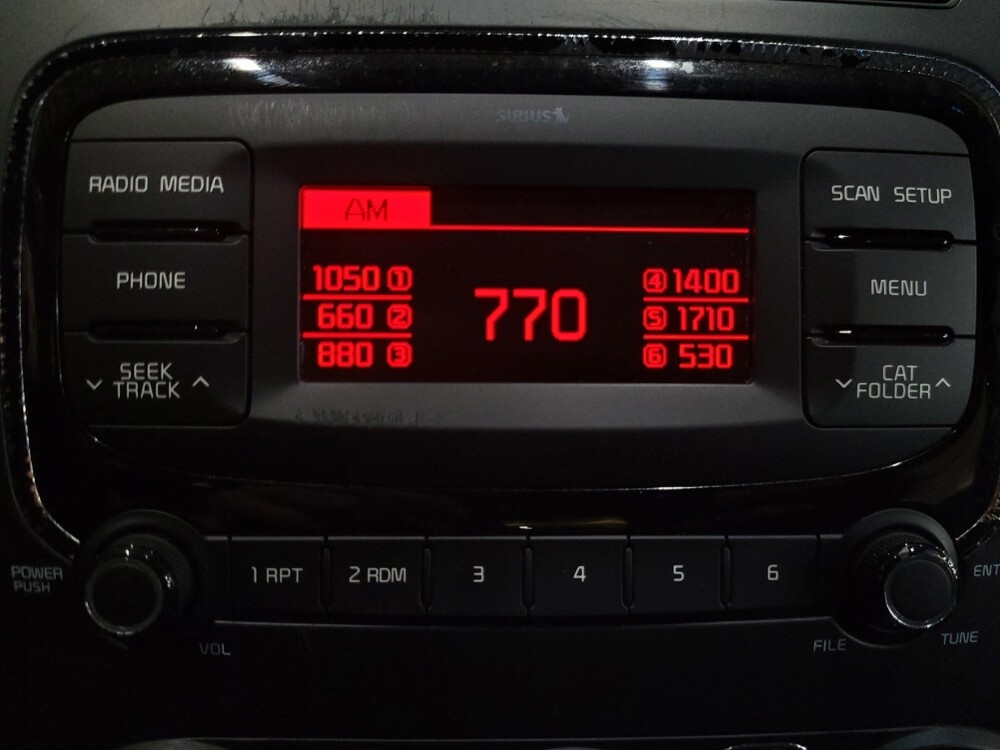 SIRIUS
RADIO MEDIA
PHONE
SEEK
TRACK
AM
1050 1
660 2
880 3
770
4 1400
5 1710
6 530
SCAN SETUP
MENU
CAT
FOLDER
POWER
PUSH
VOL
1 RPT
2 RDM
3
4
5
6
FILE
TUNE
ENT